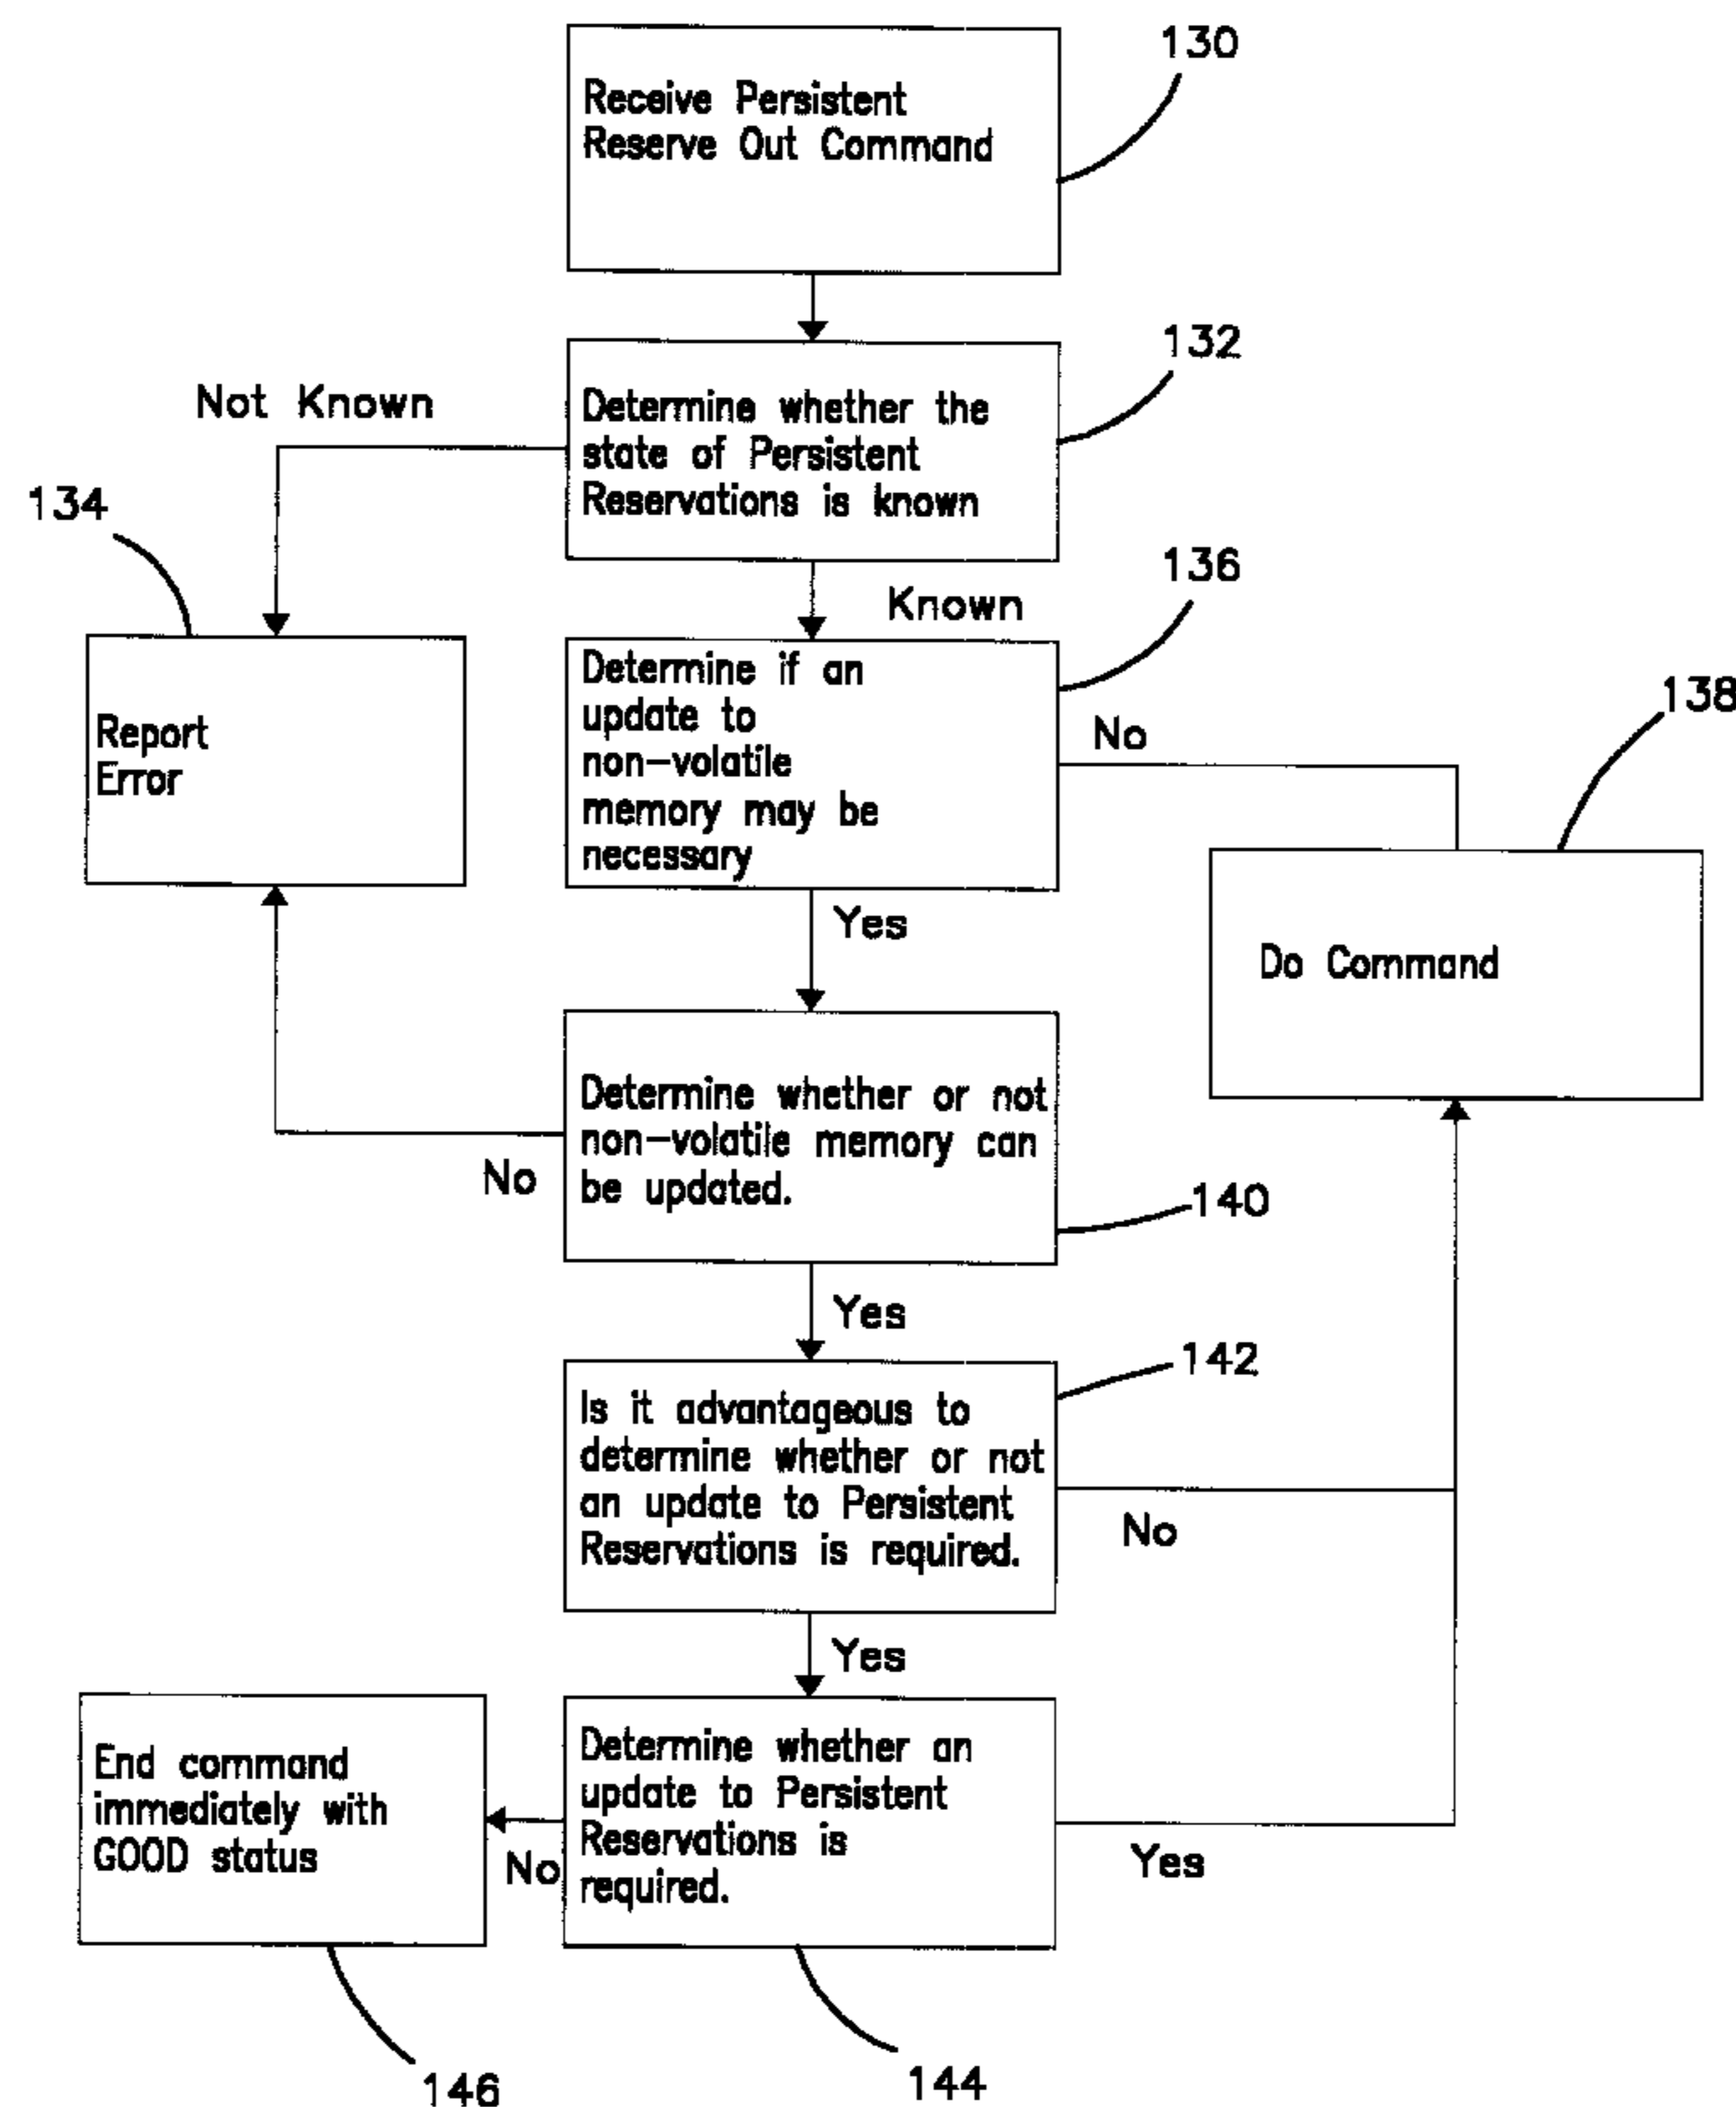 130
Receive Persistent
Reserve Out Command
132
Not Known
Determine whether the
state of Persistent
Reservations is known
134
136
Known
Report
Error
Determine if an
update to
non-volatile
memory may be
necessary
No
138
Yes
Do Command
Determine whether or not
non-volatile memory can
be updated.
No
140
Yes
142
Is it advantageous to
determine whether or not
an update to Persistent
Reservations is required.
No
Yes
End command
immediately with
GOOD status
No
Determine whether an
update to Persistent
Reservations is
required.
Yes
146
144